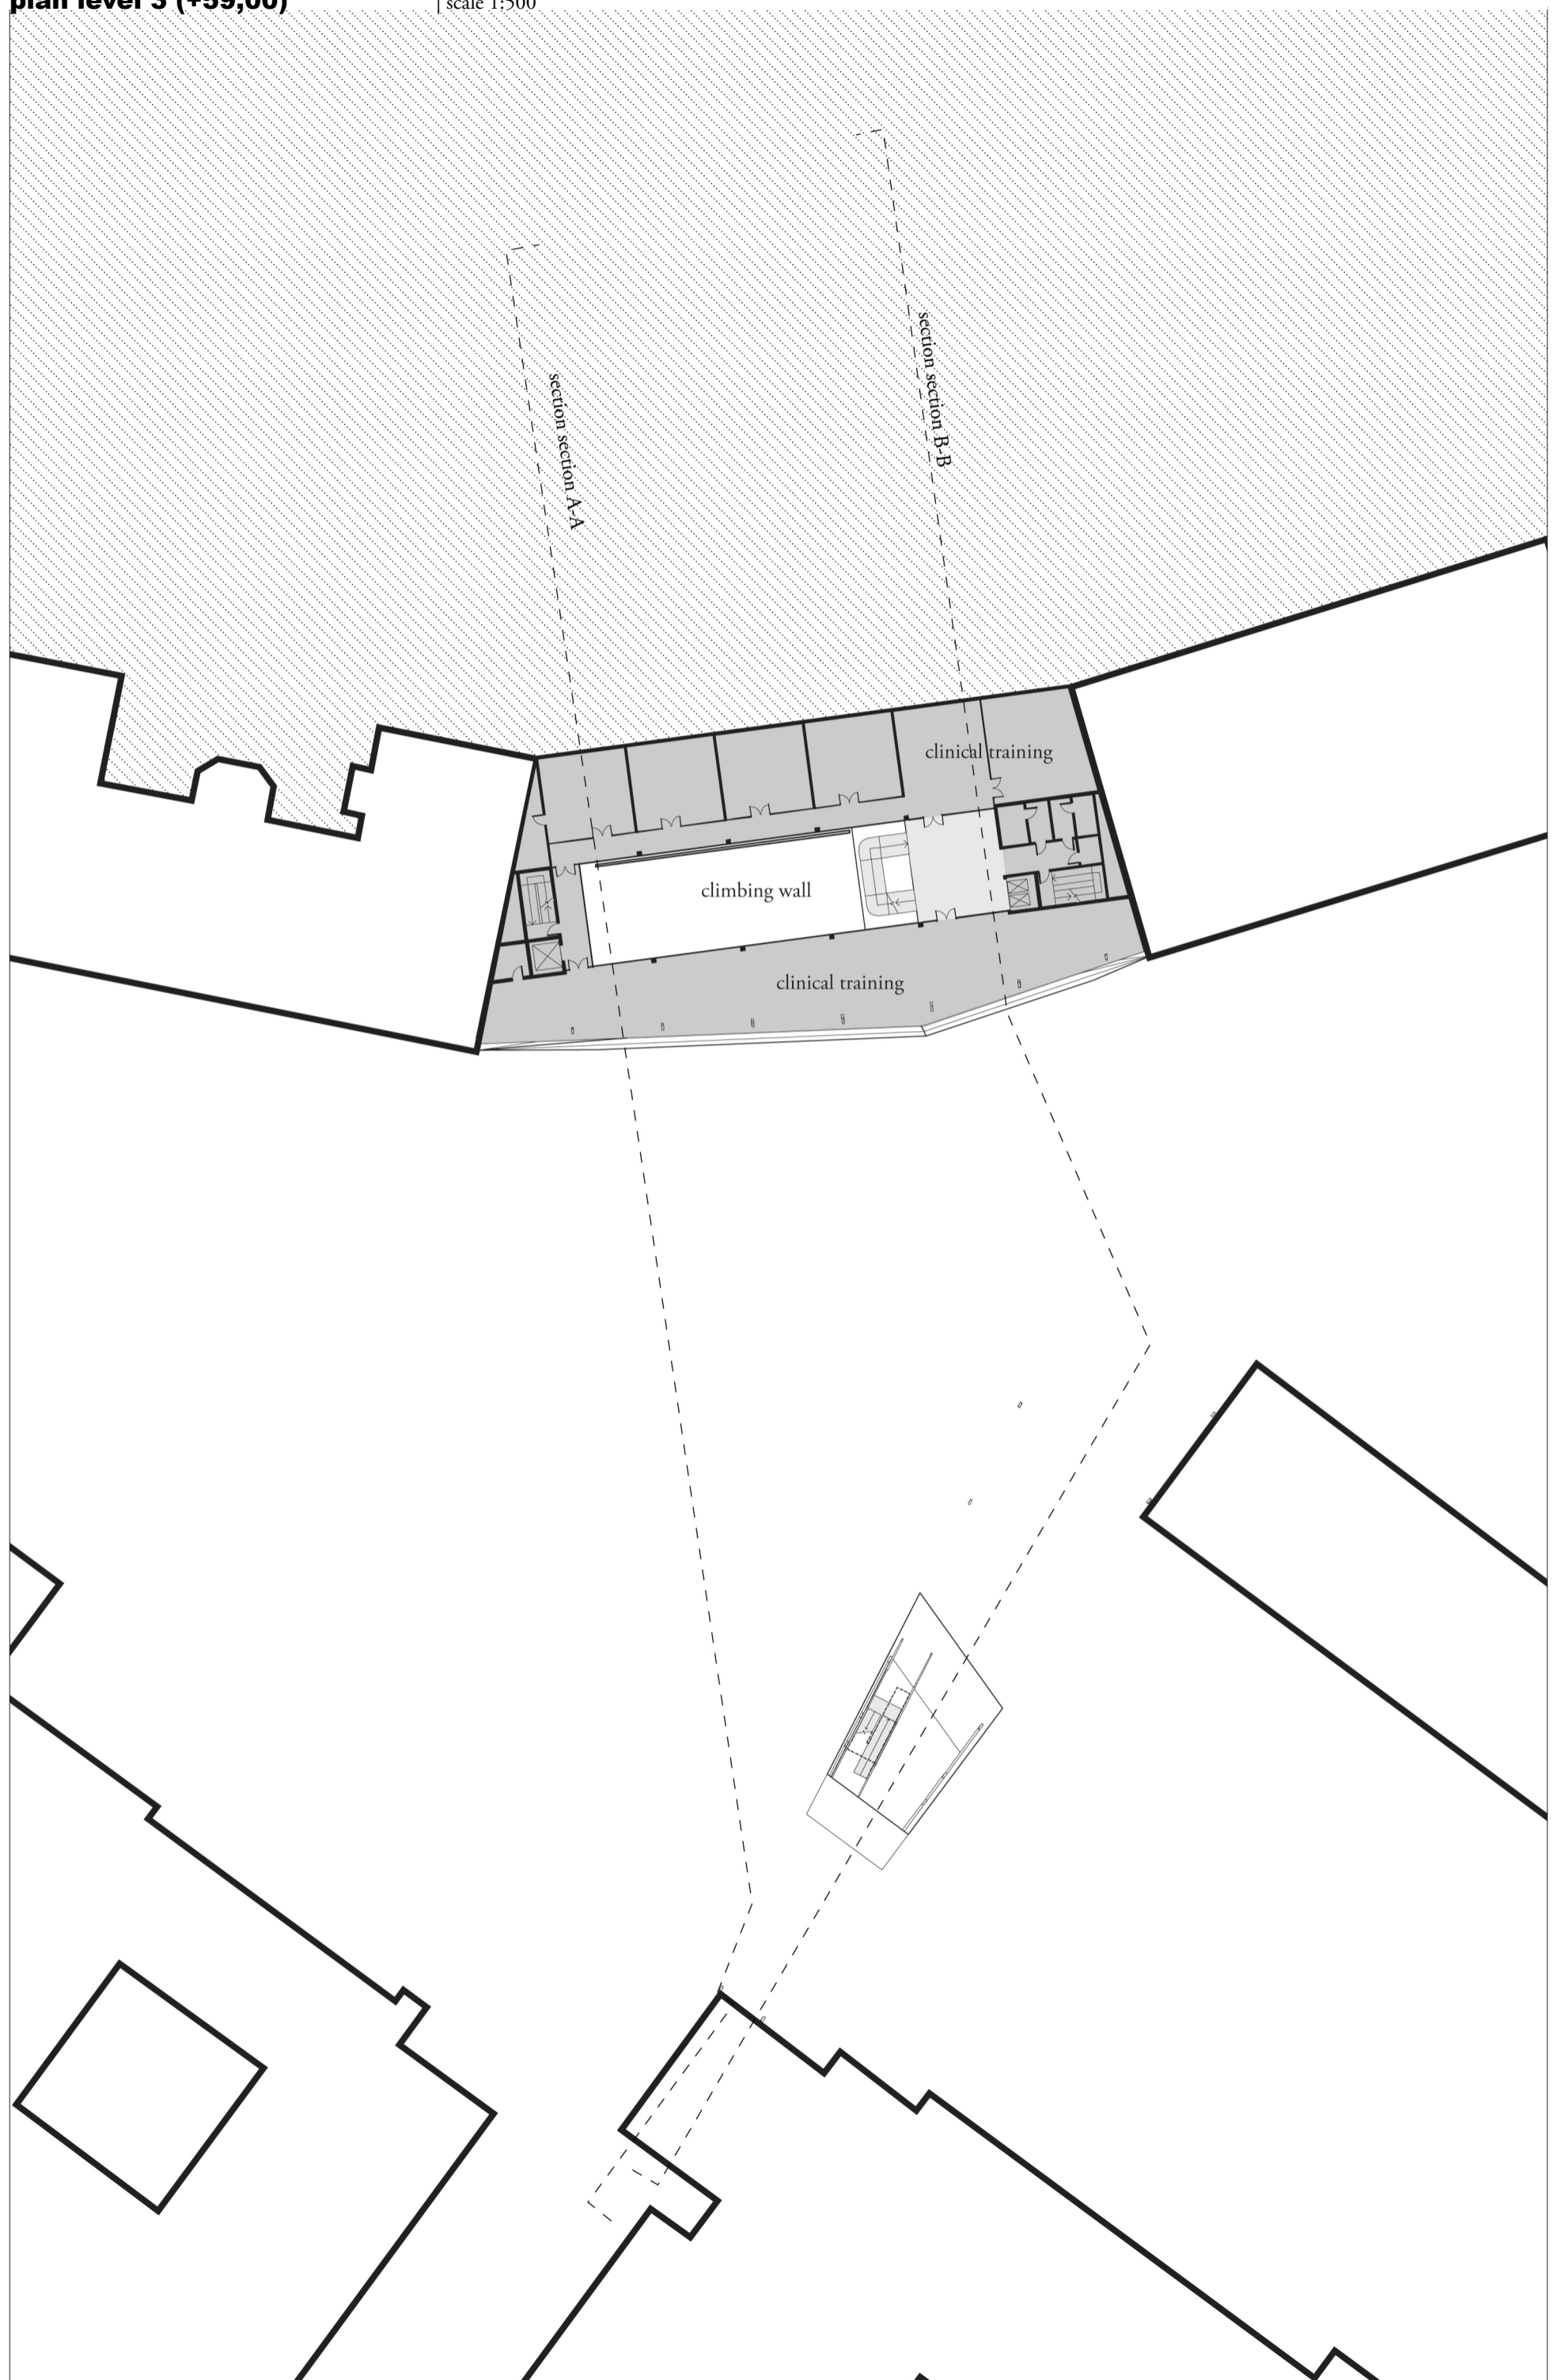 plan level 3 (+59,00)
scale 1:500
section section A-A
section section B-B
clinical training
climbing wall
clinical training